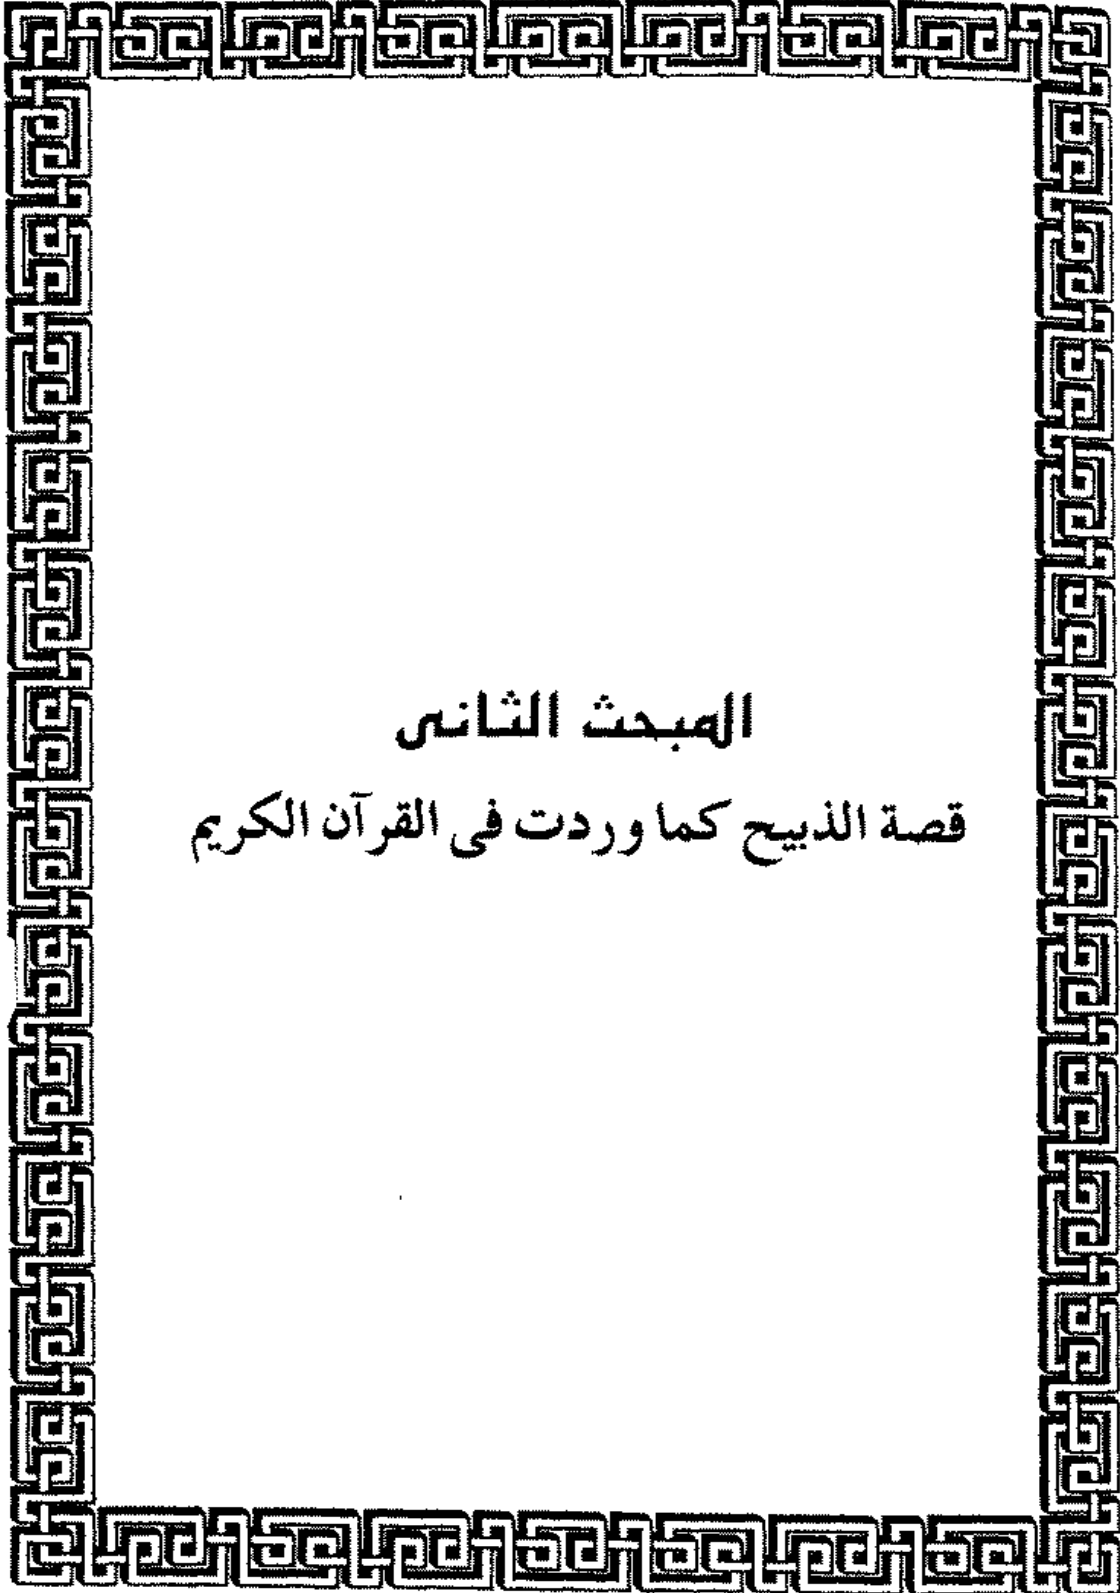 المبحث الثانى
قصة الذبيح كما وردت فى القرآن الكريم